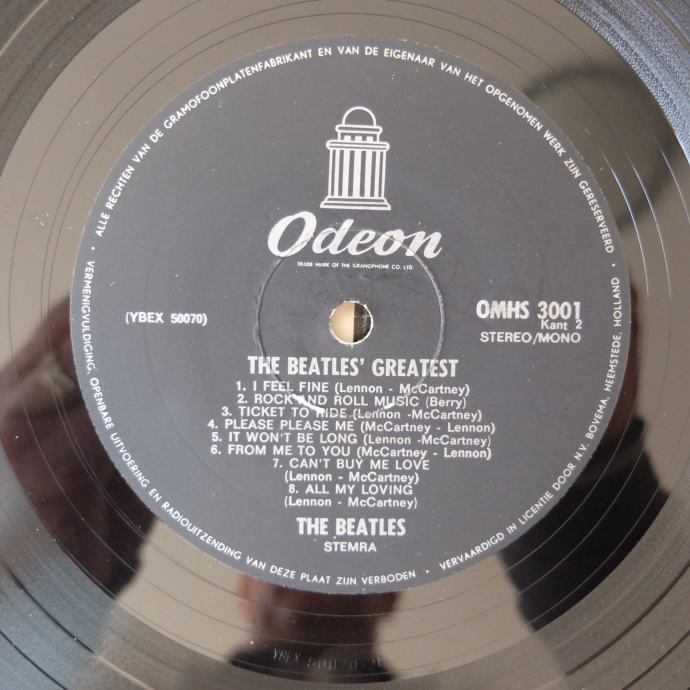 ALLE RECHTEN VAN DE GRAMOFOONPLATENFABRIKANT EN VAN DE EIGENAAR VAN HET OPGENOMEN WERK ZIJN GERESERVEERD
Odeon
TRADE MARK OF THE GRAMOPHONE CO. LTD.
(YBEX 50070)
OMHS 3001
Kant 2
STEREO/MONO
THE BEATLES' GREATEST
1. I FEEL FINE (Lennon - McCartney)
2. ROCK AND ROLL MUSIC (Berry)
3. TICKET TO RIDE (Lennon -McCartney)
4. PLEASE PLEASE ME (McCartney - Lennon)
5. IT WON'T BE LONG (Lennon -McCartney)
6. FROM ME TO YOU (McCartney - Lennon)
7. CAN'T BUY ME LOVE
(Lennon - McCartney)
8. ALL MY LOVING
(Lennon - McCartney)
THE BEATLES
STEMRA
VERMENIGVULDIGING, OPENBARE UITVOERING EN RADIOUITZENDING VAN DEZE PLAAT ZIJN VERBODEN · VERVAARDIGD IN LICENTIE DOOR N.V. BOVEMA, HEEMSTEDE, HOLLAND ·